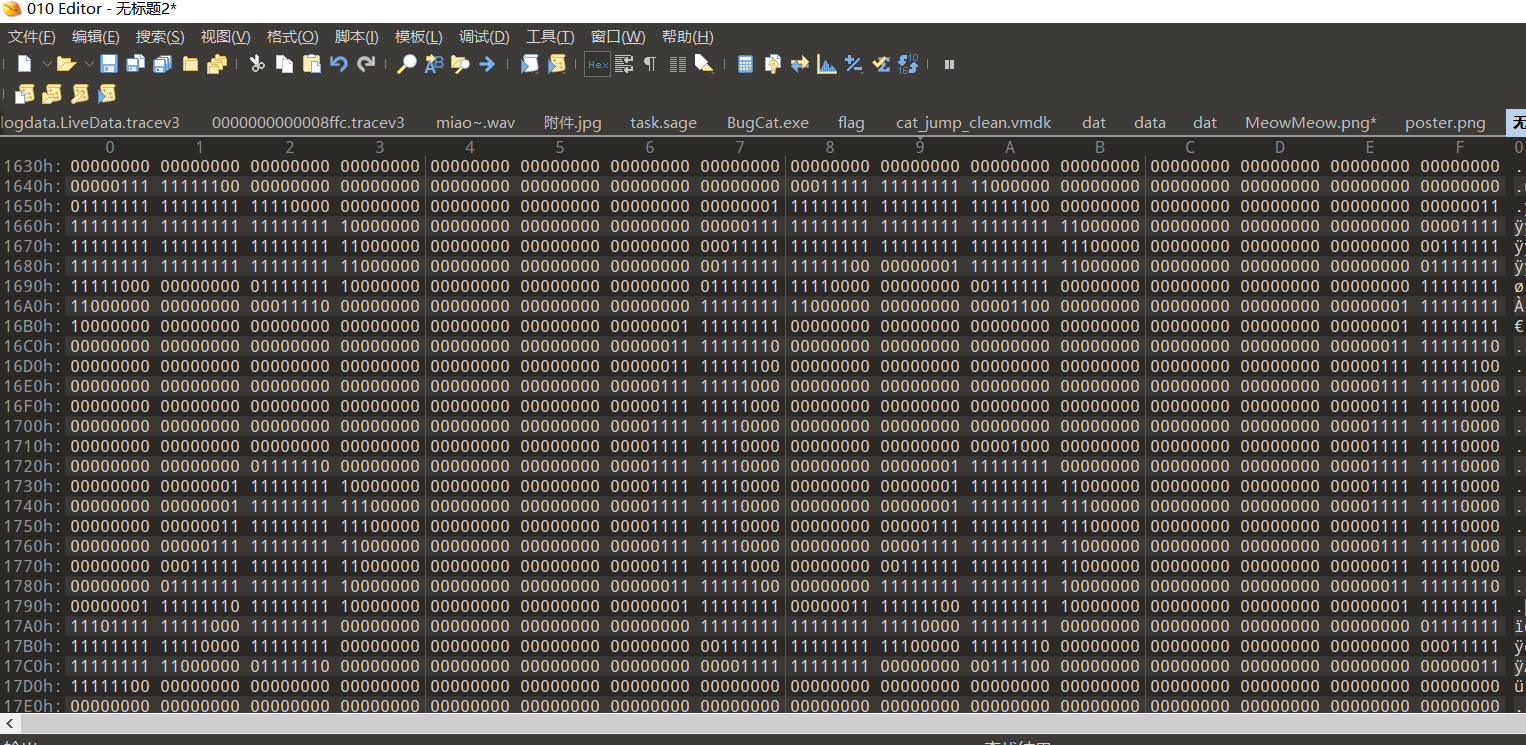 010 Editor - 无标题2*
文件(F) 编辑(E) 搜索(S) 视图(V) 格式(O) 脚本(I) 模板(L) 调试(D) 工具(T) 窗口(W) 帮助(H)
Hex
logdata.LiveData.tracev3 0000000000008ffc.tracev3 miao~.wav 附件.jpg task.sage BugCat.exe flag cat_jump_clean.vmdk dat data dat MeowMeow.png* poster.png 无
0 1 2 3 4 5 6 7 8 9 A B C D E F 0
1630h: 00000000 00000000 00000000 00000000 00000000 00000000 00000000 00000000 00000000 00000000 00000000 00000000 00000000 00000000 00000000 00000000
1640h: 00000111 11111100 00000000 00000000 00000000 00000000 00000000 00000000 00011111 11111111 11000000 00000000 00000000 00000000 00000000 00000000
1650h: 01111111 11111111 11110000 00000000 00000000 00000000 00000000 00000001 11111111 11111111 11111100 00000000 00000000 00000000 00000000 00000011
1660h: 11111111 11111111 11111111 10000000 00000000 00000000 00000000 00000111 11111111 11111111 11111111 11000000 00000000 00000000 00000000 00001111
1670h: 11111111 11111111 11111111 11000000 00000000 00000000 00000000 00011111 11111111 11111111 11111111 11100000 00000000 00000000 00000000 00111111
1680h: 11111111 11111111 11111111 11000000 00000000 00000000 00000000 00111111 11111100 00000001 11111111 11000000 00000000 00000000 00000000 01111111
1690h: 11111000 00000000 01111111 10000000 00000000 00000000 00000000 01111111 11110000 00000000 00111111 00000000 00000000 00000000 00000000 11111111
16A0h: 11000000 00000000 00011110 00000000 00000000 00000000 00000000 11111111 11000000 00000000 00001100 00000000 00000000 00000000 00000001 11111111
16B0h: 10000000 00000000 00000000 00000000 00000000 00000000 00000001 11111111 00000000 00000000 00000000 00000000 00000000 00000000 00000001 11111111
16C0h: 00000000 00000000 00000000 00000000 00000000 00000000 00000011 11111110 00000000 00000000 00000000 00000000 00000000 00000000 00000011 11111110
16D0h: 00000000 00000000 00000000 00000000 00000000 00000000 00000011 11111100 00000000 00000000 00000000 00000000 00000000 00000000 00000111 11111100
16E0h: 00000000 00000000 00000000 00000000 00000000 00000000 00000111 11111000 00000000 00000000 00000000 00000000 00000000 00000000 00000111 11111000
16F0h: 00000000 00000000 00000000 00000000 00000000 00000000 00000111 11111000 00000000 00000000 00000000 00000000 00000000 00000000 00000111 11111000
1700h: 00000000 00000000 00000000 00000000 00000000 00000000 00001111 11110000 00000000 00000000 00000000 00000000 00000000 00000000 00001111 11110000
1710h: 00000000 00000000 00000000 00000000 00000000 00000000 00001111 11110000 00000000 00000000 00001000 00000000 00000000 00000000 00001111 11110000
1720h: 00000000 00000000 01111110 00000000 00000000 00000000 00001111 11110000 00000000 00000001 11111111 00000000 00000000 00000000 00001111 11110000
1730h: 00000000 00000001 11111111 10000000 00000000 00000000 00001111 11110000 00000000 00000001 11111111 11000000 00000000 00000000 00001111 11110000
1740h: 00000000 00000001 11111111 11100000 00000000 00000000 00001111 11110000 00000000 00000001 11111111 11100000 00000000 00000000 00001111 11110000
1750h: 00000000 00000011 11111111 11100000 00000000 00000000 00001111 11110000 00000000 00000111 11111111 11100000 00000000 00000000 00000111 11110000
1760h: 00000000 00000111 11111111 11000000 00000000 00000000 00000111 11110000 00000000 00001111 11111111 11000000 00000000 00000000 00000111 11111000
1770h: 00000000 00011111 11111111 11000000 00000000 00000000 00000111 11111000 00000000 00111111 11111111 11000000 00000000 00000000 00000011 11111000
1780h: 00000000 01111111 11111111 10000000 00000000 00000000 00000011 11111100 00000000 11111111 11111111 10000000 00000000 00000000 00000011 11111110
1790h: 00000001 11111110 11111111 10000000 00000000 00000000 00000001 11111111 00000011 11111100 11111111 10000000 00000000 00000000 00000001 11111111
17A0h: 11101111 11111000 11111111 00000000 00000000 00000000 00000000 11111111 11111111 11110000 11111111 00000000 00000000 00000000 00000000 01111111
17B0h: 11111111 11110000 11111111 00000000 00000000 00000000 00000000 00111111 11111111 11100000 11111110 00000000 00000000 00000000 00000000 00011111
17C0h: 11111111 11000000 01111110 00000000 00000000 00000000 00000000 00001111 11111111 00000000 00111100 00000000 00000000 00000000 00000000 00000011
17D0h: 11111100 00000000 00000000 00000000 00000000 00000000 00000000 00000000 00000000 00000000 00000000 00000000 00000000 00000000 00000000 00000000
17E0h: 00000000 00000000 00000000 00000000 00000000 00000000 00000000 00000000 00000000 00000000 00000000 00000000 00000000 00000000 00000000 00000000